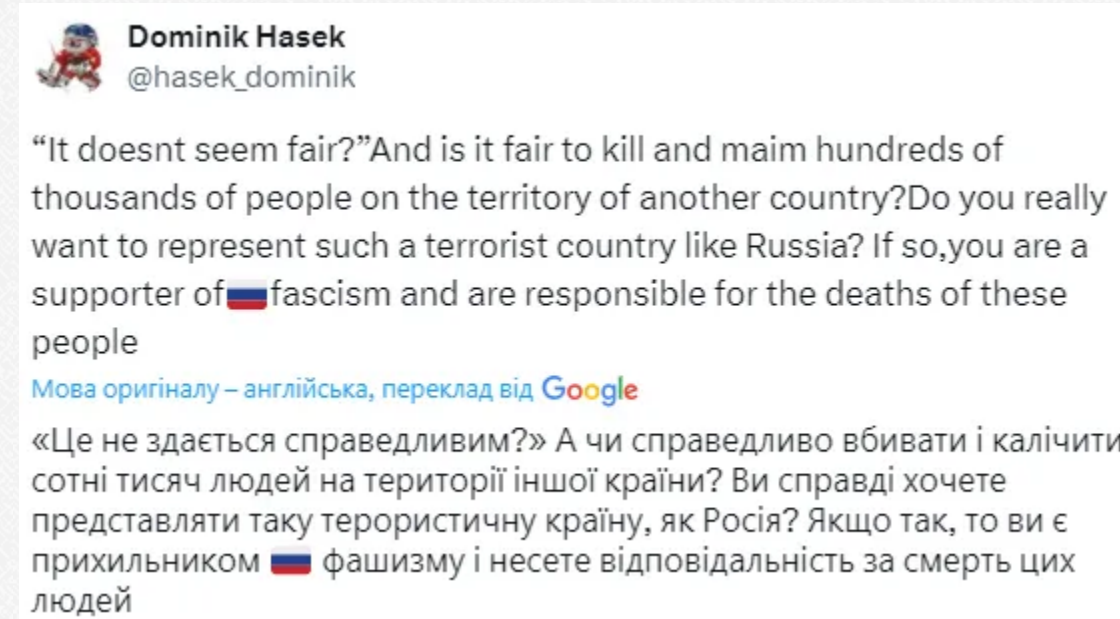 Dominik Hasek
@hasek_dominik
“It doesnt seem fair?”And is it fair to kill and maim hundreds of
thousands of people on the territory of another country?Do you really
want to represent such a terrorist country like Russia? If so,you are a
supporter of🇷🇺fascism and are responsible for the deaths of these
people
Мова оригіналу – англійська, переклад від Google
«Це не здається справедливим?» А чи справедливо вбивати і калічити
сотні тисяч людей на території іншої країни? Ви справді хочете
представляти таку терористичну країну, як Росія? Якщо так, то ви є
прихильником 🇷🇺 фашизму і несете відповідальність за смерть цих
людей